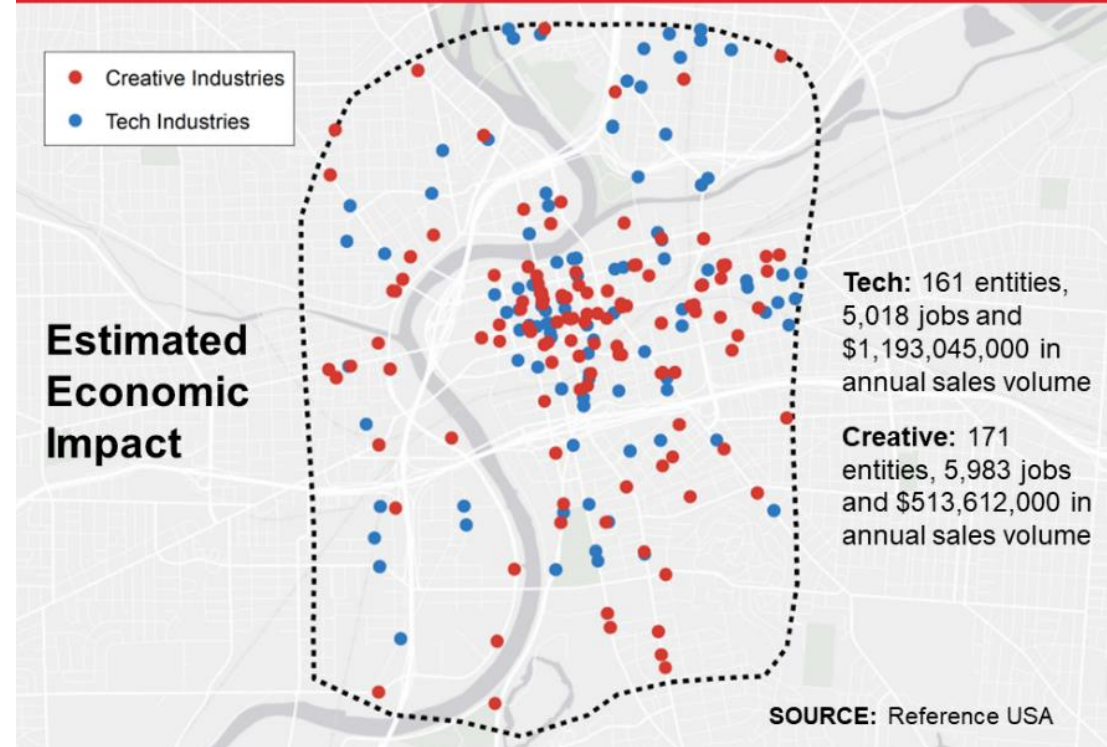 Creative Industries
Tech Industries
Estimated
Economic
Impact
Tech: 161 entities,
5,018 jobs and
$1,193,045,000 in
annual sales volume
Creative: 171
entities, 5,983 jobs
and $513,612,000 in
annual sales volume
SOURCE: Reference USA